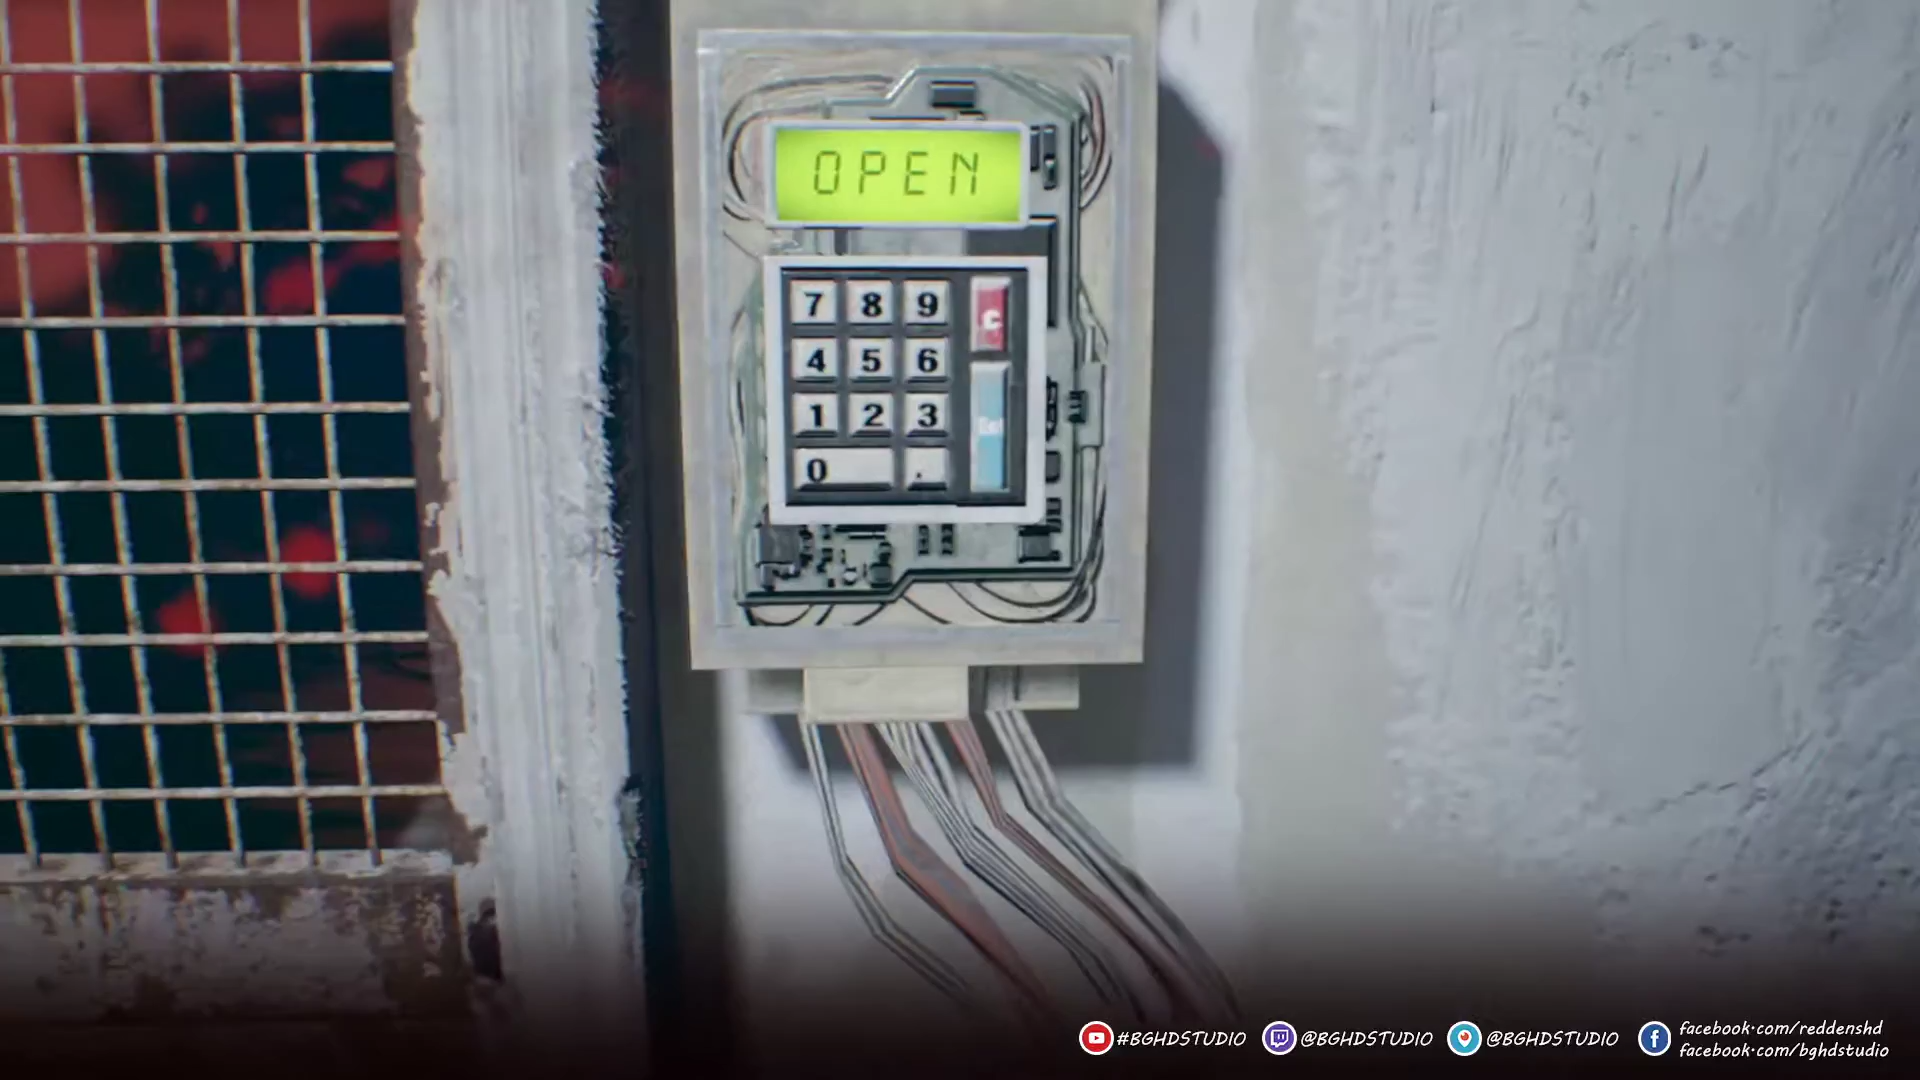 OPEN
7 8 9 C
4 5 6
1 2 3
0 .
#BGHDSTUDIO @BGHDSTUDIO @BGHDSTUDIO facebook.com/reddenshd
facebook.com/bghdstudio